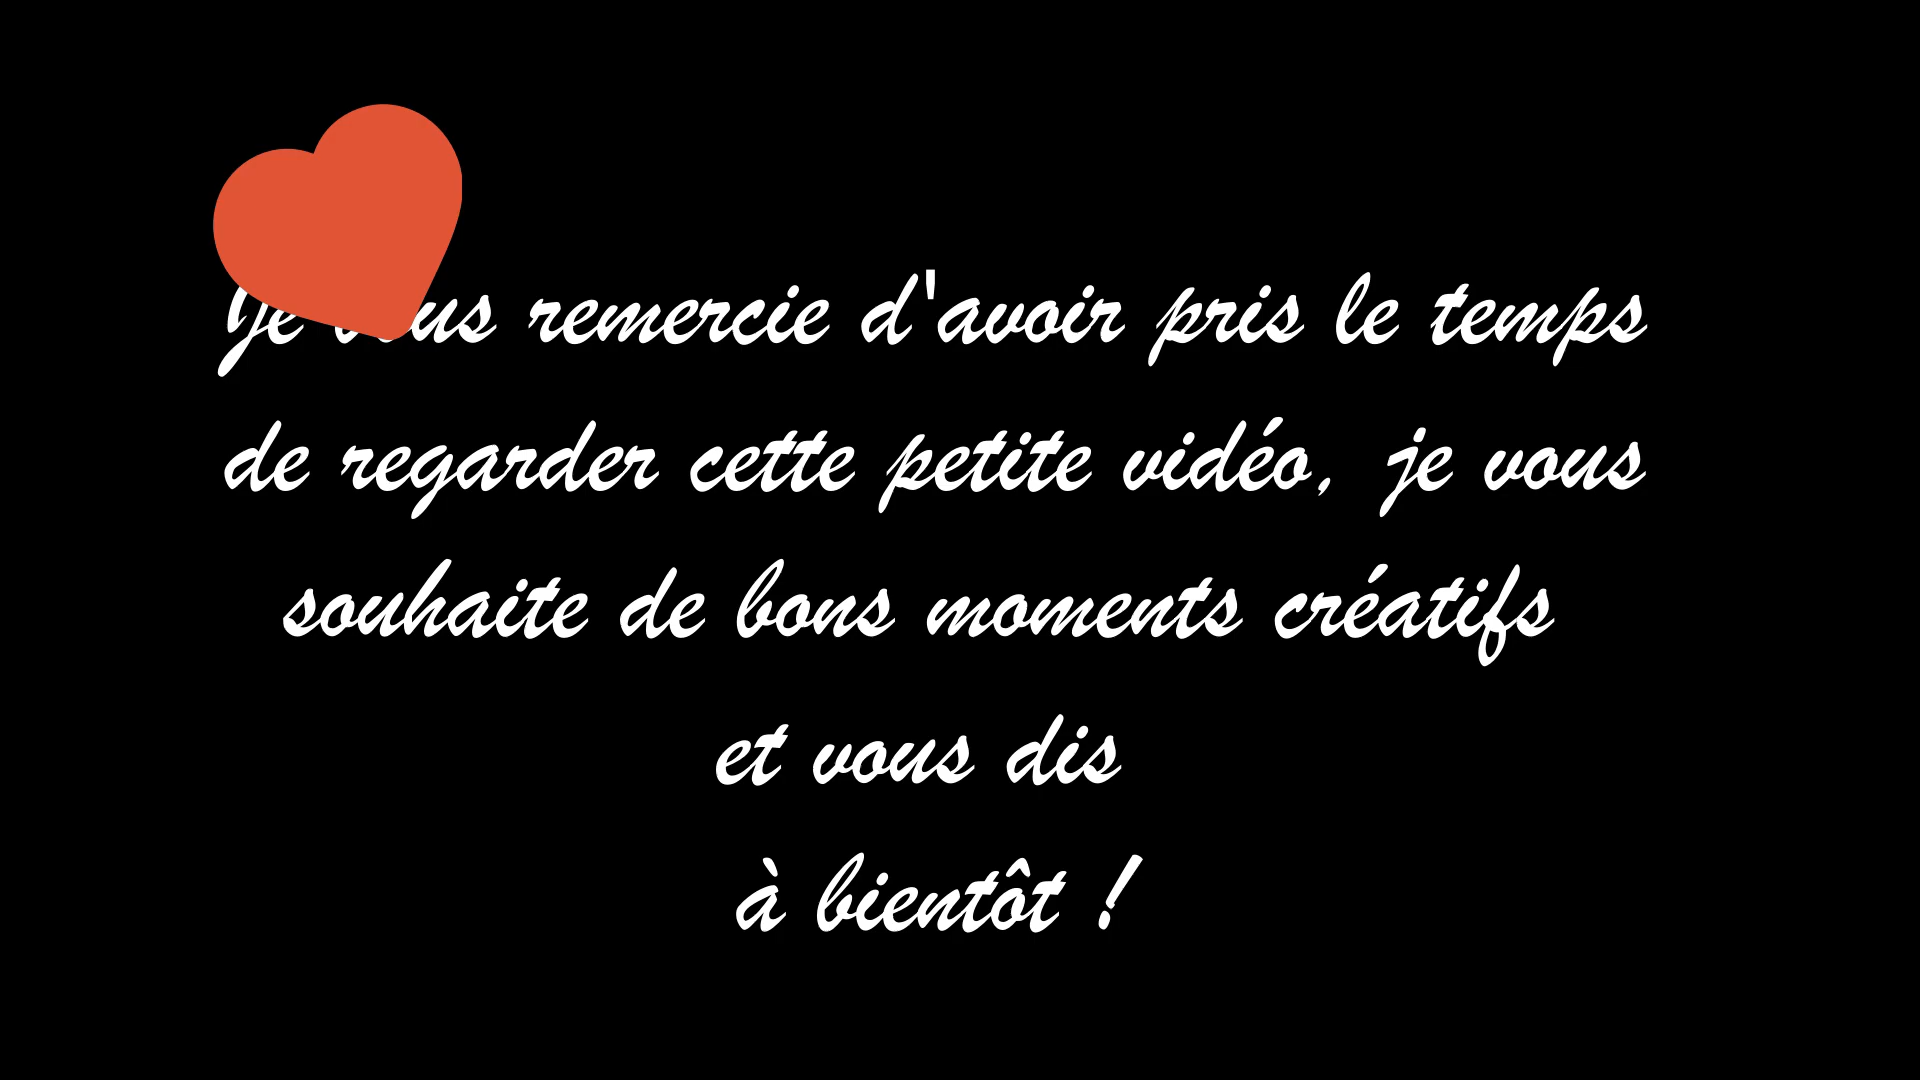 Je vous remercie d'avoir pris le temps
de regarder cette petite vidéo, je vous
souhaite de bons moments créatifs
et vous dis
à bientôt !